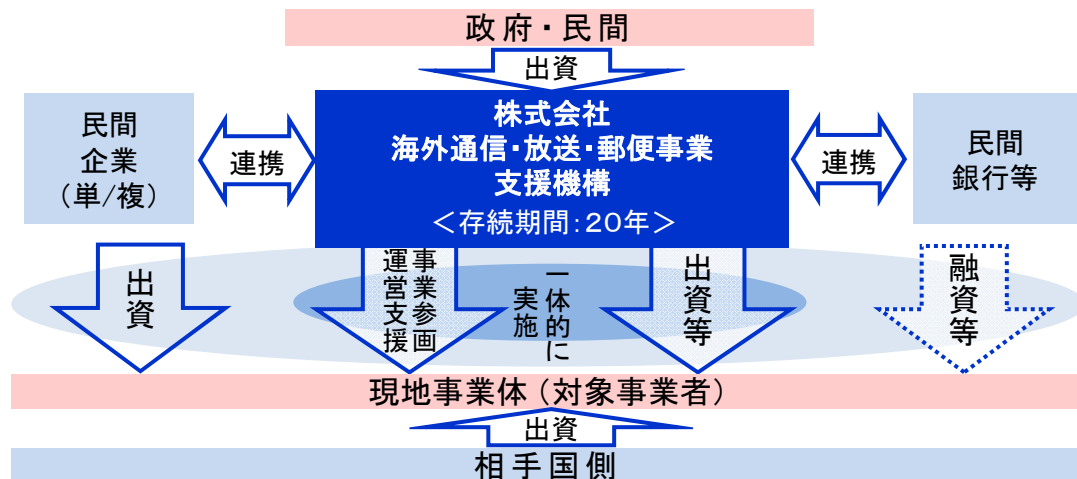 政府・民間
出資
民間
企業
(単/複)
連携
株式会社
海外通信・放送・郵便事業
支援機構
＜存続期間：20年＞
連携
民間
銀行等
出資
事業参画
運営支援
一体的に
実施
出資等
融資等
現地事業体（対象事業者）
出資
相手国側